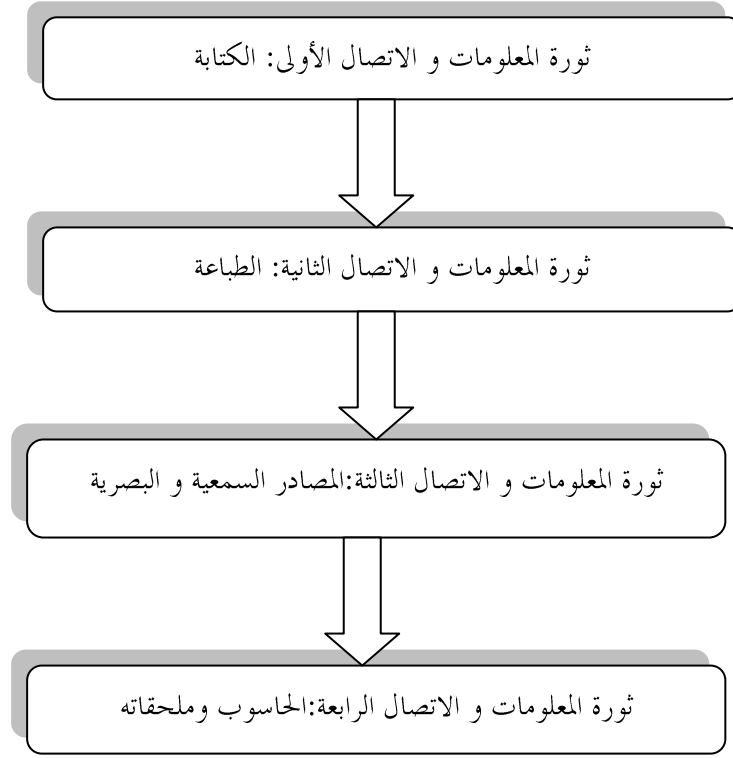 ثورة المعلومات و الاتصال الأولى: الكتابة
ثورة المعلومات و الاتصال الثانية: الطباعة
ثورة المعلومات و الاتصال الثالثة:المصادر السمعية و البصرية
ثورة المعلومات و الاتصال الرابعة:الحاسوب وملحقاته